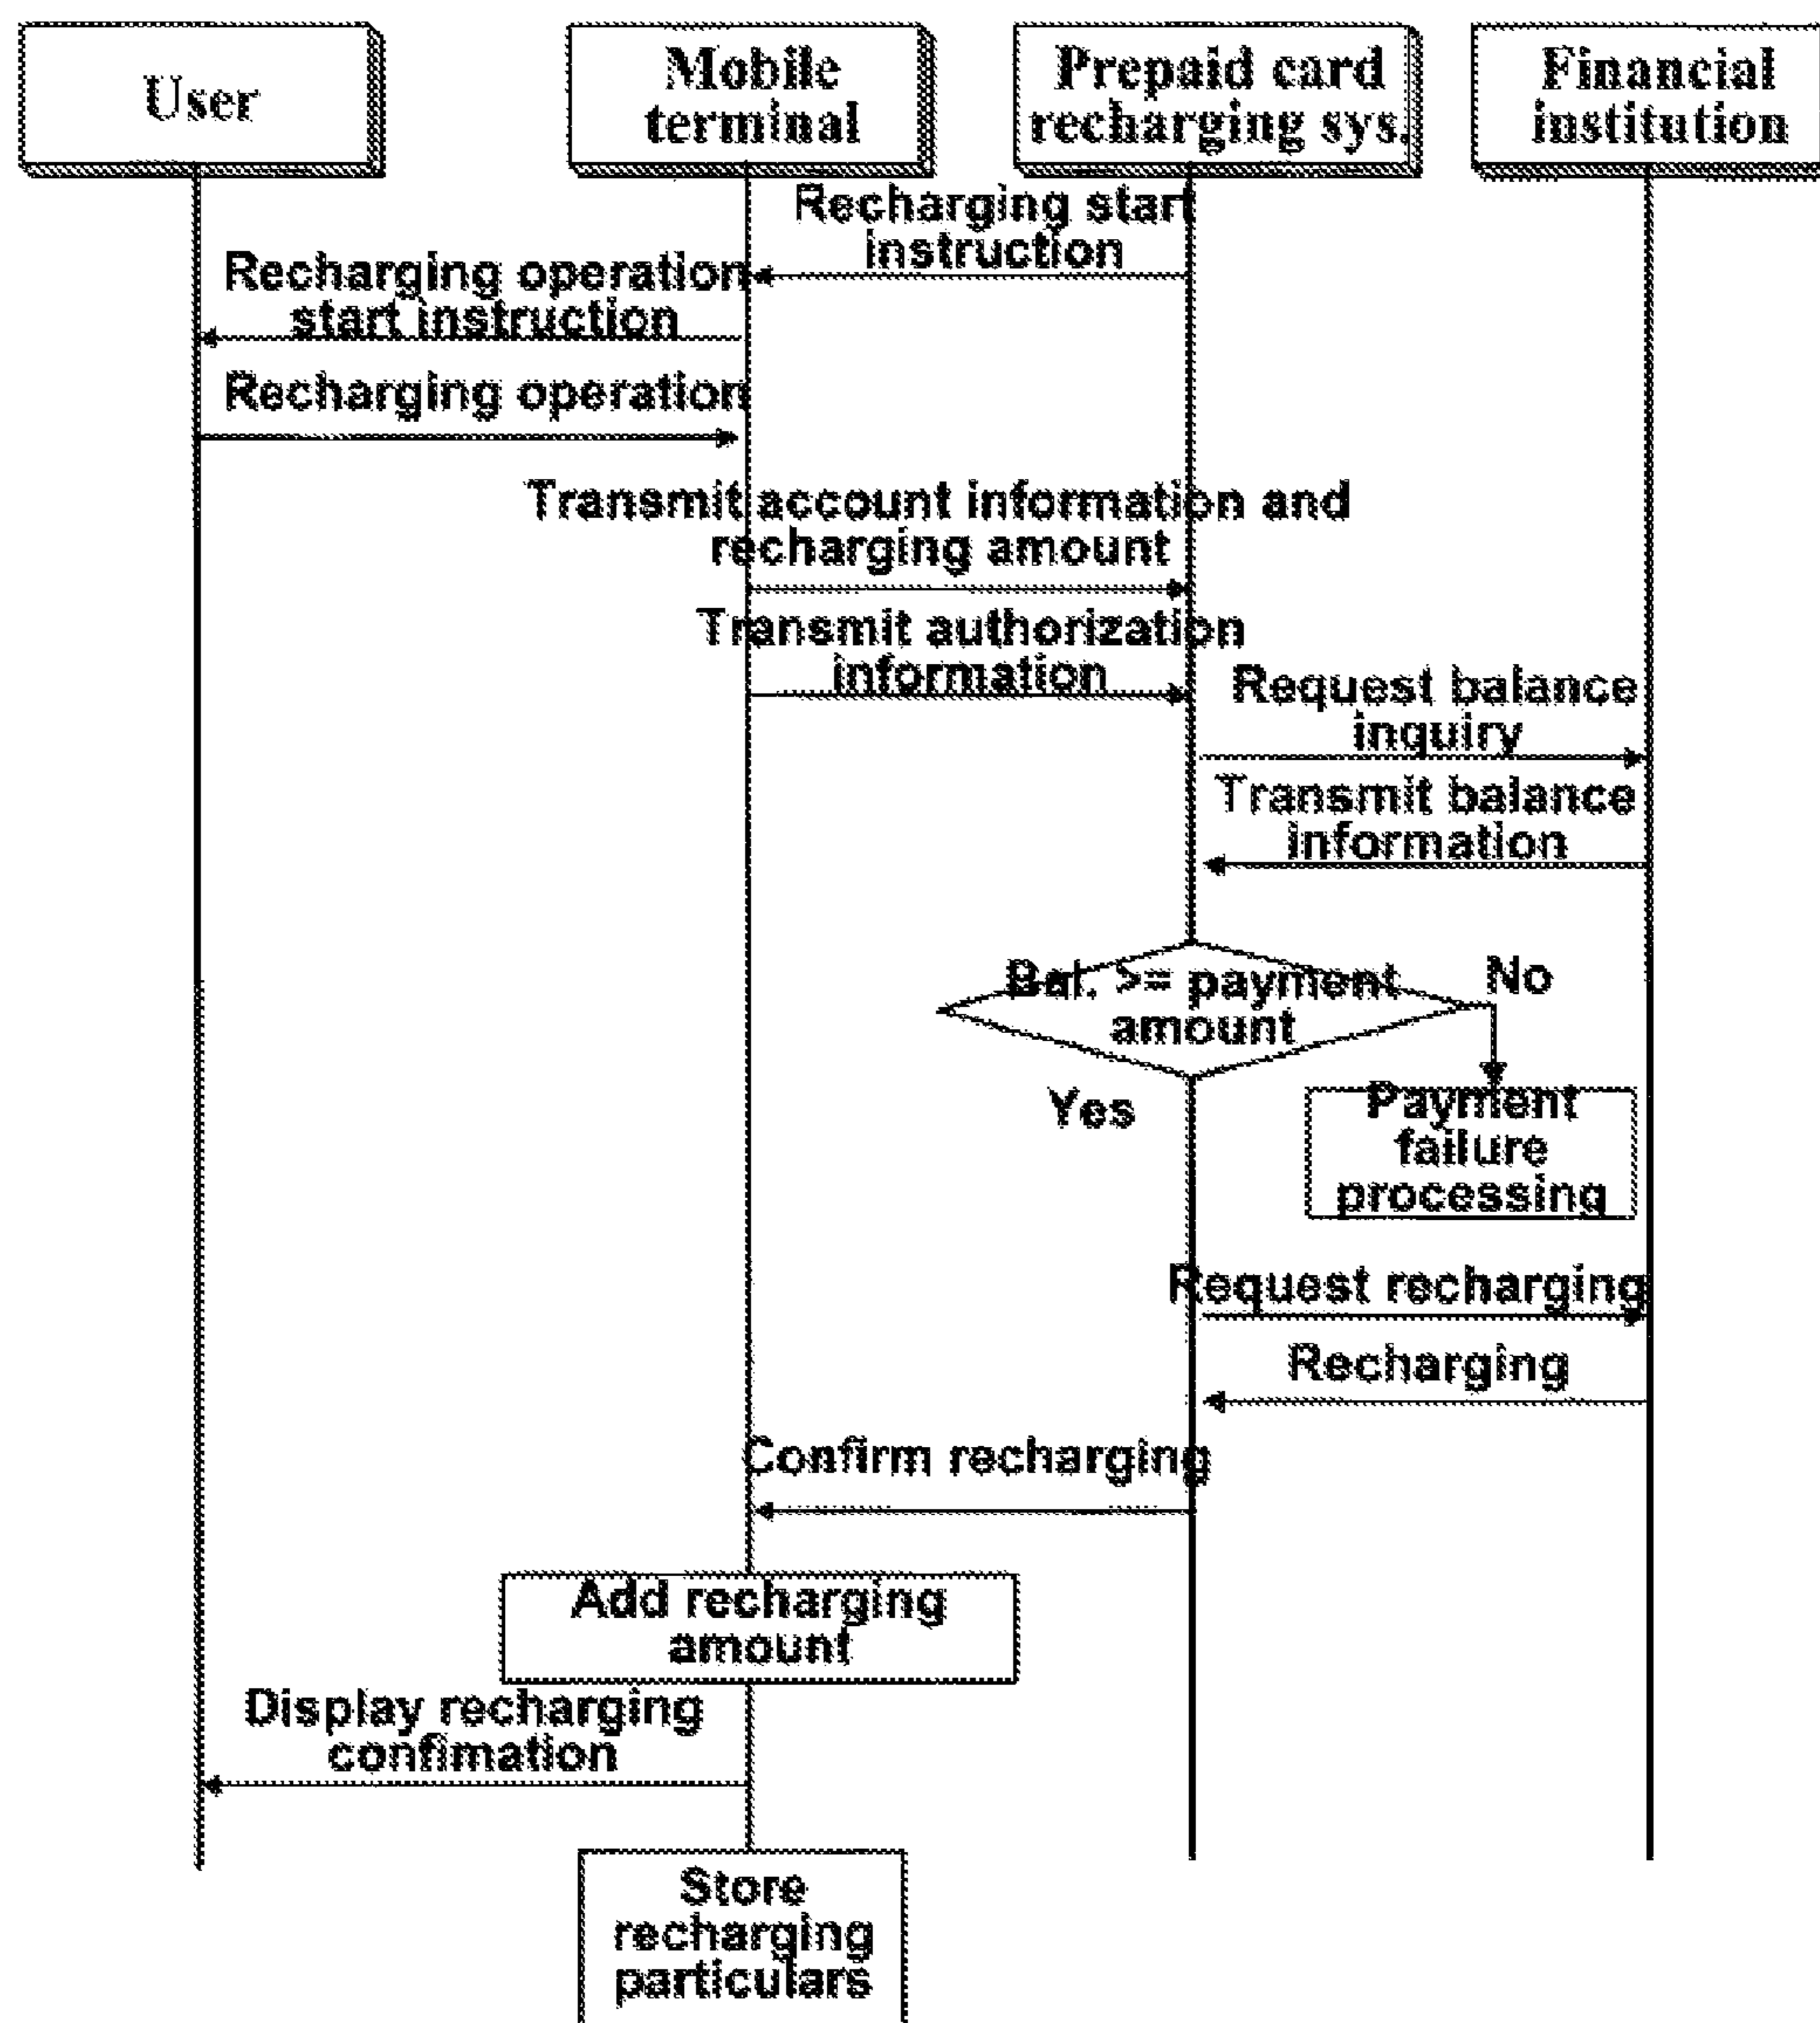 User
Mobile
terminal
Prepaid card
recharging sys.
Financial
institution
Recharging start
instruction
Recharging operation
start instruction
Recharging operation
Transmit account information and
recharging amount
Transmit authorization
information
Request balance
inquiry
Transmit balance
information
Bal. >= payment
amount
No
Yes
Payment
failure
processing
Request recharging
Recharging
Confirm recharging
Add recharging
amount
Display recharging
confimation
Store
recharging
particulars